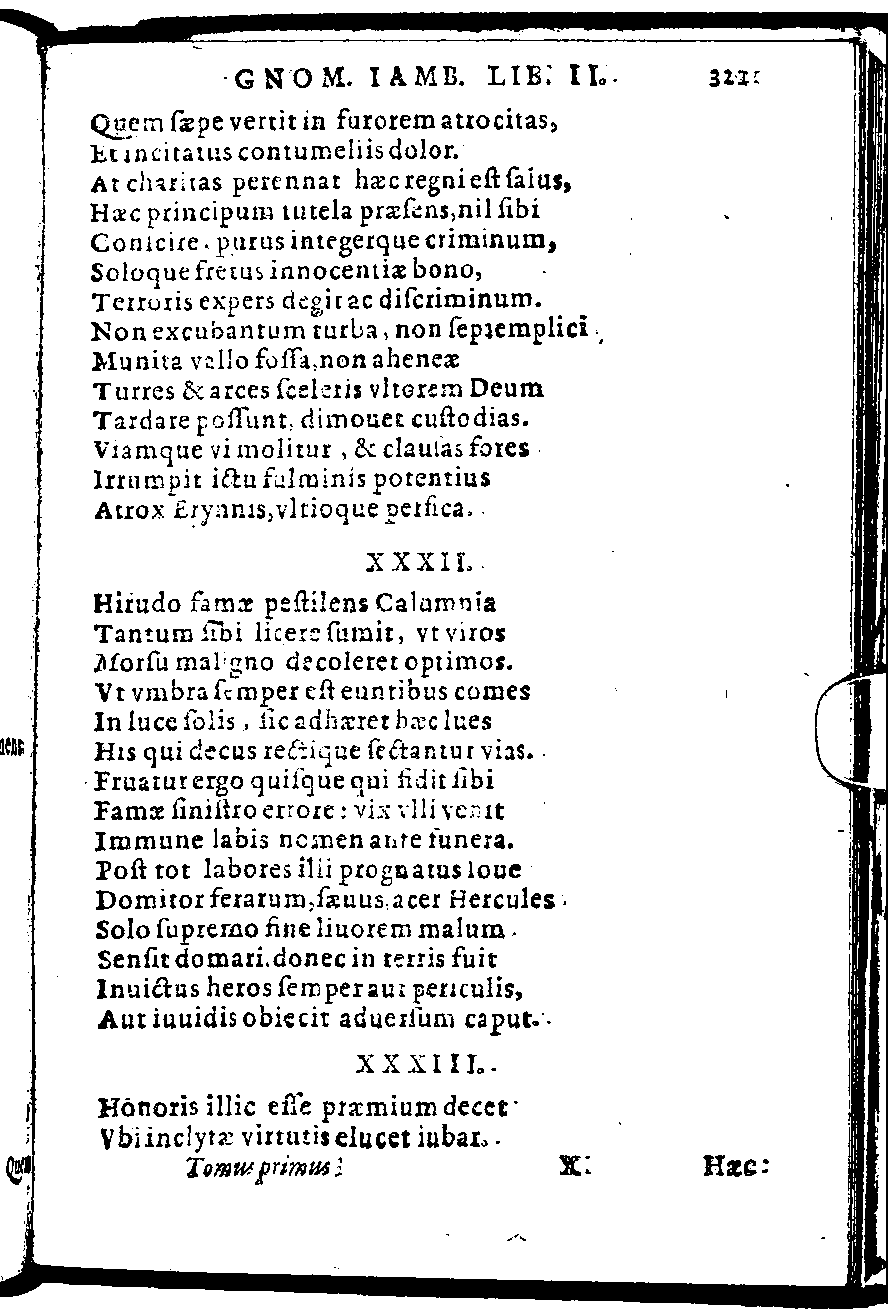 GNOM. IAMB. LIB. II. 321
Quem ſæpe vertit in furorem atrocitas,
Et incitatus contumeliis dolor.
At charitas perennat hæc regni eſt ſalus,
Hæc principum tutela præſens, nil ſibi
Conſcire. purus integerque criminum,
Soloque fretus innocentiæ bono,
Terroris expers degit ac diſcriminum.
Non excubantum turba, non ſeptemplici
Munita vallo foſſa, non aheneæ
Turres & arces ſceleris vltorem Deum
Tardare poſſunt, dimouet cuſtodias.
Viamque vi molitur, & clauſas fores
Irrumpit ictu fulminis potentius
Atrox Erynnis, vltioque perſica.
XXXII.
Hirudo famæ peſtilens Calumnia
Tantum ſibi licere ſumit, vt viros
Morſu maligno decoleret optimos.
Vt vmbra ſemper eſt euntibus comes
In luce ſolis, ſic adhæret hæc lues
His qui decus rectique ſectantur vias.
Fruatur ergo quiſque qui fidit ſibi
Famæ ſiniſtro errore: vix vlli venit
Immune labis nomen ante funera.
Poſt tot labores illi prognatus Ioue
Domitor ferarum, ſæuus, acer Hercules
Solo ſupremo fine liuorem malum
Senſit domari. donec in terris fuit
Inuictus heros ſemper aut periculis,
Aut iuuidis obiecit aduerſum caput.
XXXIII.
Honoris illic eſſe præmium decet
Vbi inclytæ virtutis elucet iubar.
Tomus primus. X Hæc